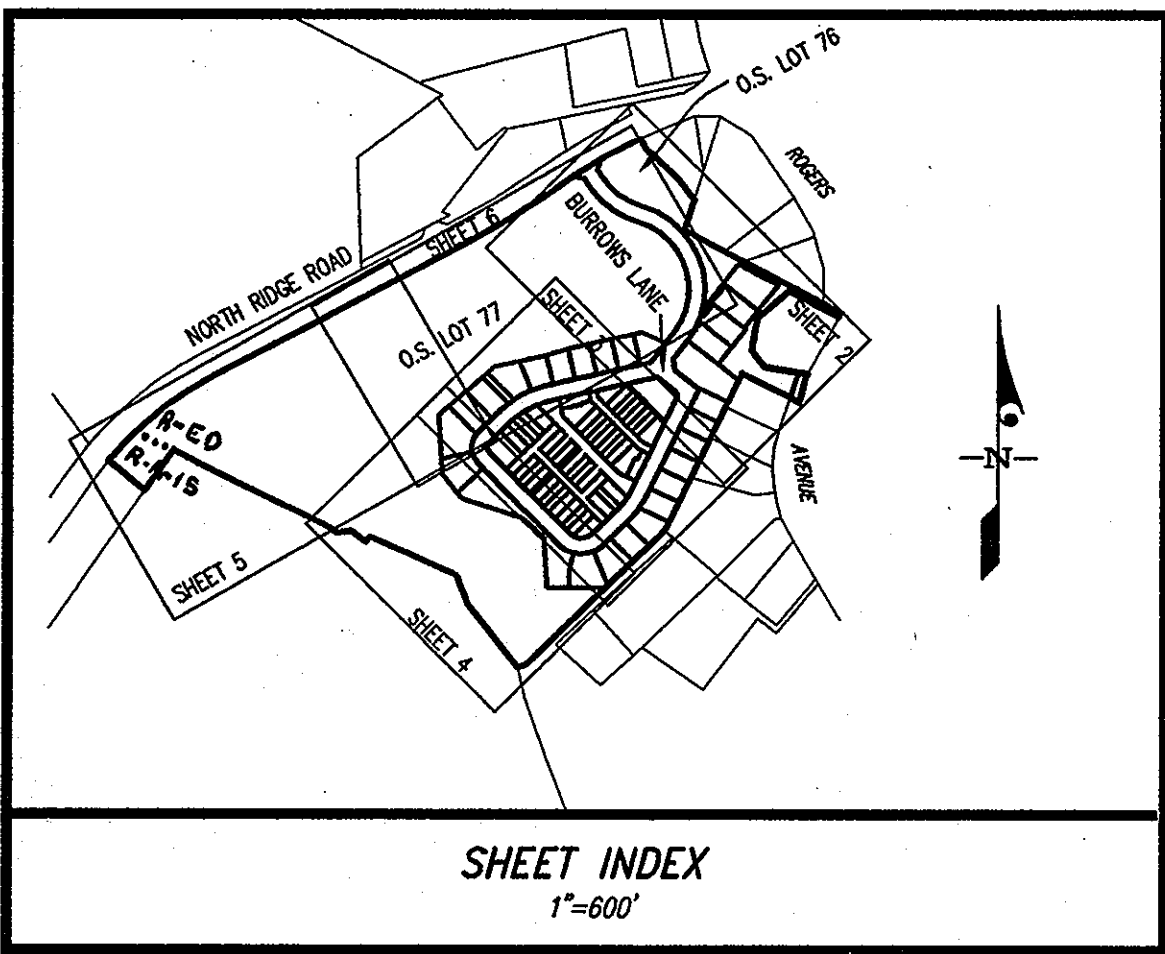 O.S. LOT 76
ROGERS
SHEET 6
BURROWS LANE
NORTH RIDGE ROAD
O.S. LOT 77
SHEET
SHEET 2
R-ED
AVENUE
N
SHEET 5
SHEET 4
SHEET INDEX
1"=600'